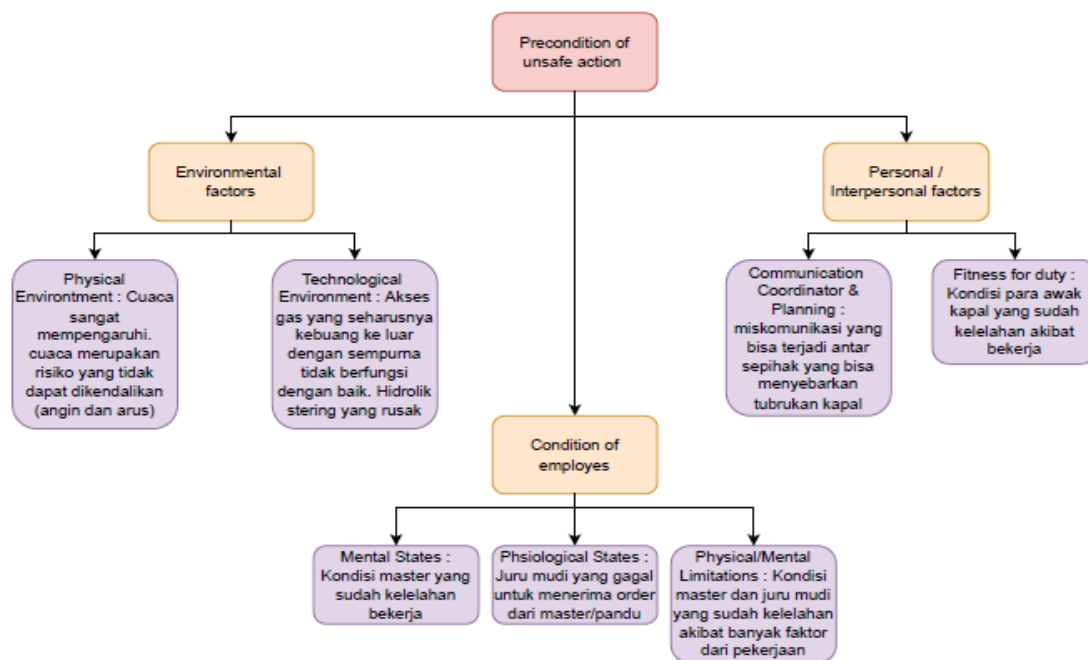 Precondition of
unsafe action
Environmental
factors
Personal /
Interpersonal factors
Physical
Environtment : Cuaca
sangat
mempengaruhi.
cuaca merupakan
risiko yang tidak
dapat dikendalikan
(angin dan arus)
Technological
Environment : Akses
gas yang seharusnya
kebuang ke luar
dengan sempurna
tidak berfungsi
dengan baik. Hidrolik
stering yang rusak
Communication
Coordinator &
Planning :
miskomunikasi yang
bisa terjadi antar
sepihak yang bisa
menyebarkan
tubrukan kapal
Fitness for duty :
Kondisi para awak
kapal yang sudah
kelelahan akibat
bekerja
Condition of
employes
Mental States :
Kondisi master yang
sudah kelelahan
bekerja
Phsiological States :
Juru mudi yang gagal
untuk menerima order
dari master/pandu
Physical/Mental
Limitations : Kondisi
master dan juru mudi
yang sudah kelelahan
akibat banyak faktor
dari pekerjaan